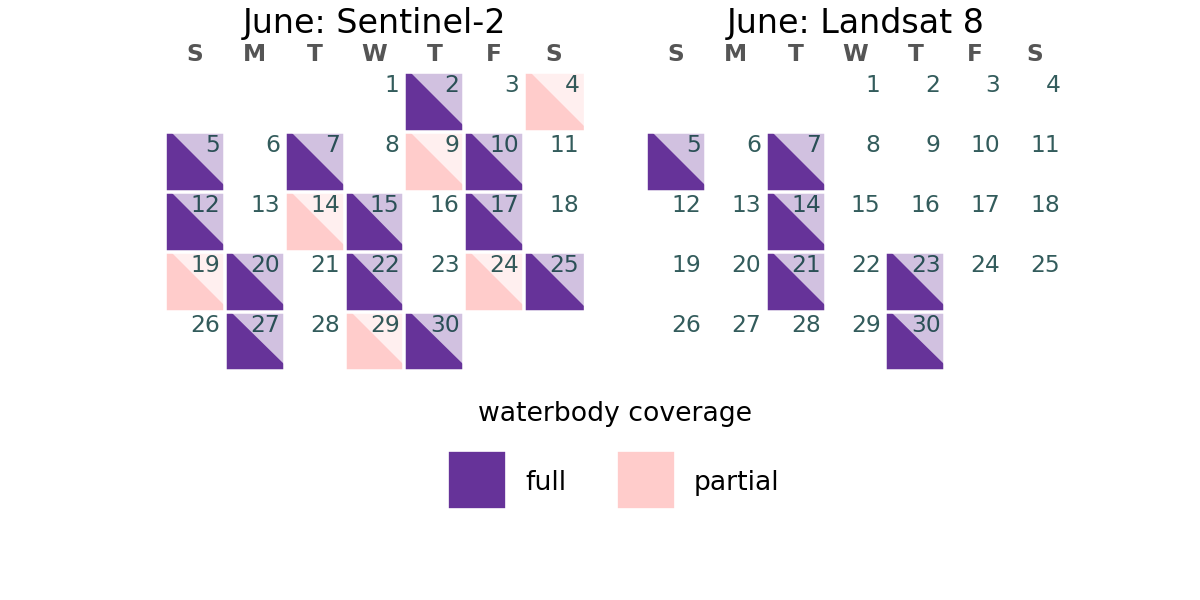 June: Sentinel-2
S M T W T F S
1 2 3 4
5 6 7 8 9 10 11
12 13 14 15 16 17 18
19 20 21 22 23 24 25
26 27 28 29 30
June: Landsat 8
S M T W T F S
1 2 3 4
5 6 7 8 9 10 11
12 13 14 15 16 17 18
19 20 21 22 23 24 25
26 27 28 29 30
waterbody coverage
full partial